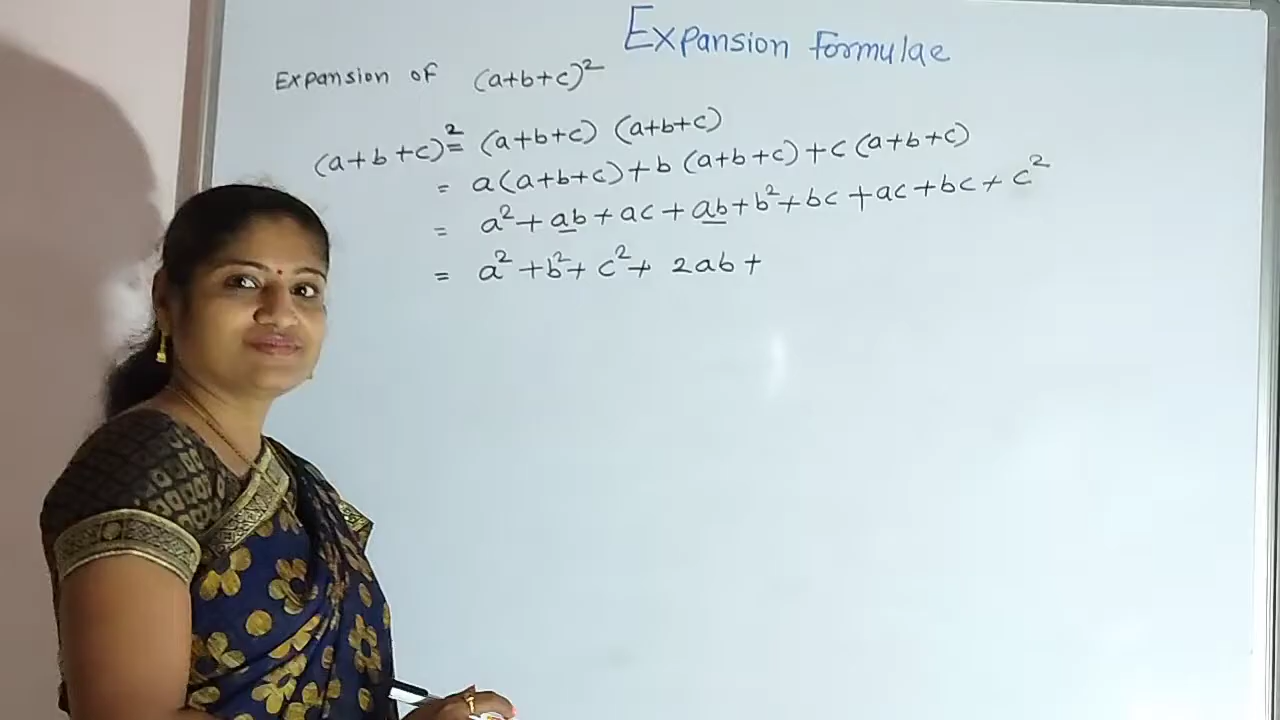 Expansion Formulae
Expansion of (a+b+c)²
(a+b+c)² = (a+b+c) (a+b+c)
= a(a+b+c)+b(a+b+c)+c(a+b+c)
= a²+ab+ac+ab+b²+bc+ac+bc+c²
= a²+b²+c²+2ab+